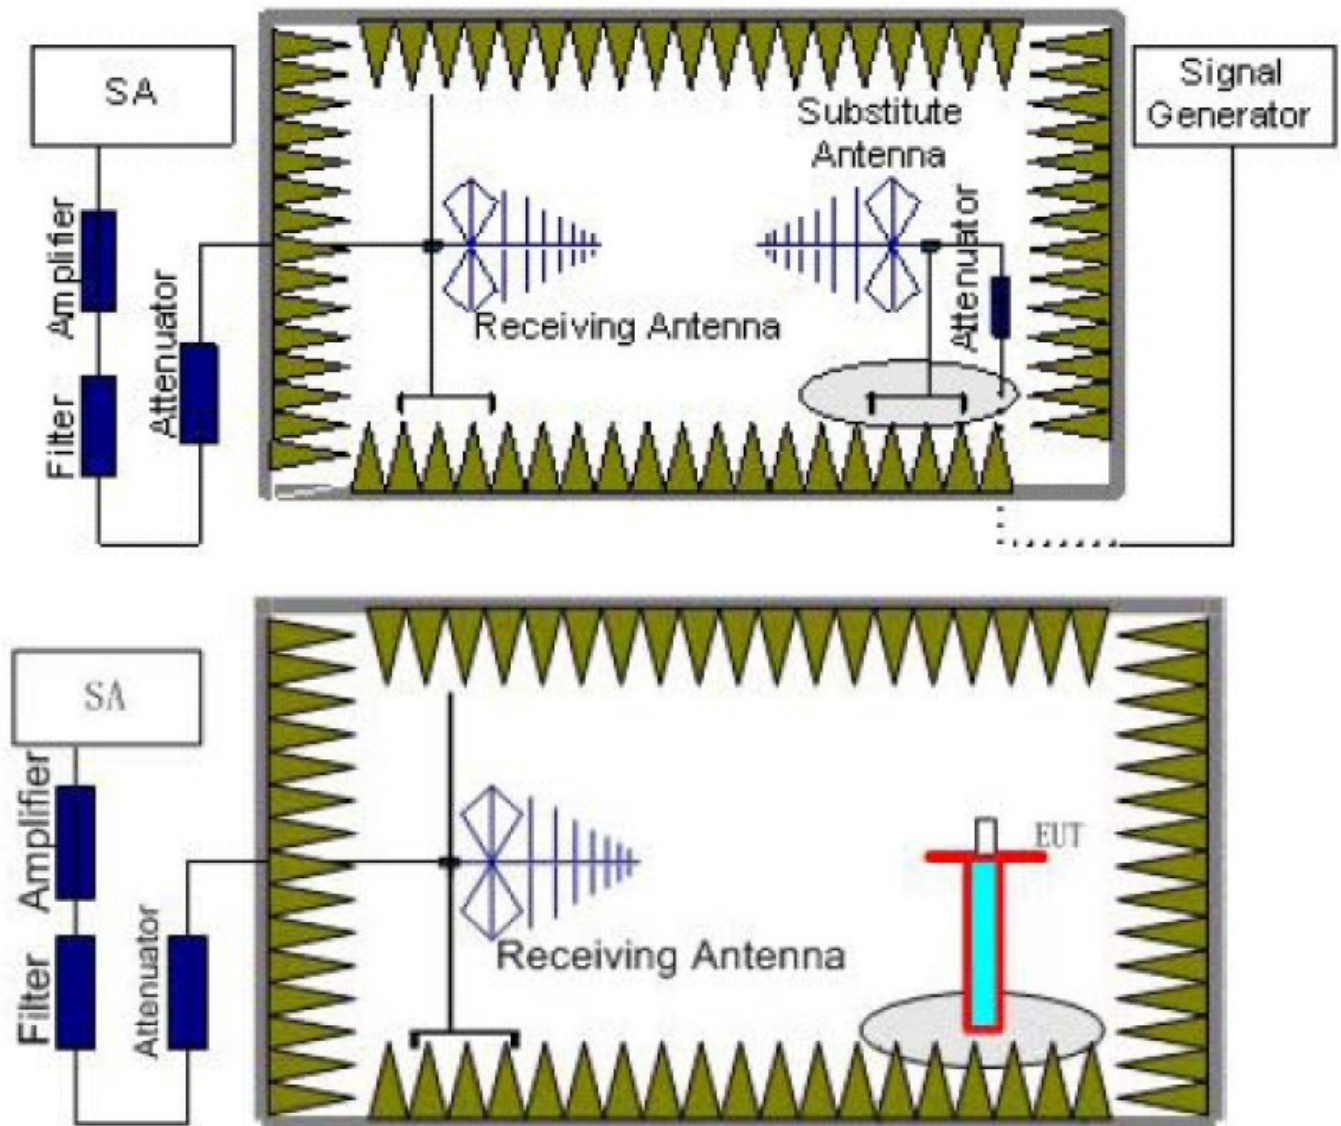 SA
Signal
Generator
Substitute
Antenna
Amplifier
Attenuator
Attenuator
Receiving Antenna
Filter
SA
Amplifier
EUT
Receiving Antenna
Filter
Attenuator